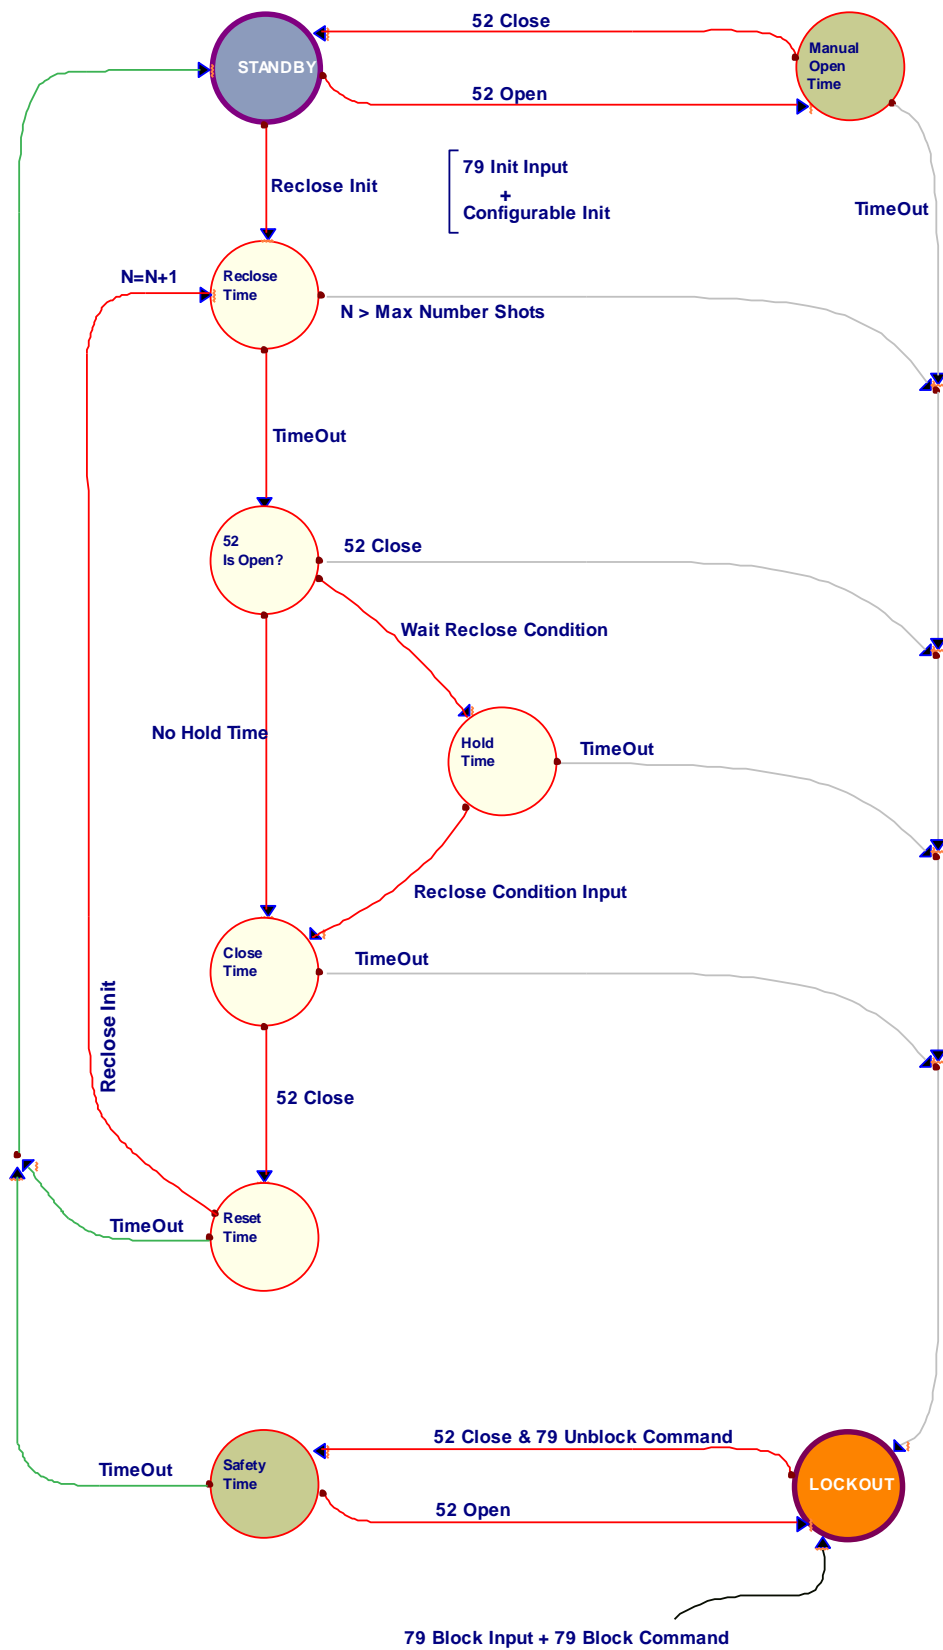 52 Close
STANDBY
Manual
Open
Time
52 Open
Reclose Init
79 Init Input
+
Configurable Init
TimeOut
N=N+1
Reclose
Time
N > Max Number Shots
TimeOut
52
Is Open?
52 Close
Wait Reclose Condition
No Hold Time
Hold
Time
TimeOut
Reclose Condition Input
Close
Time
TimeOut
Reclose Init
52 Close
Reset
Time
TimeOut
52 Close & 79 Unblock Command
Safety
Time
TimeOut
LOCKOUT
52 Open
79 Block Input + 79 Block Command